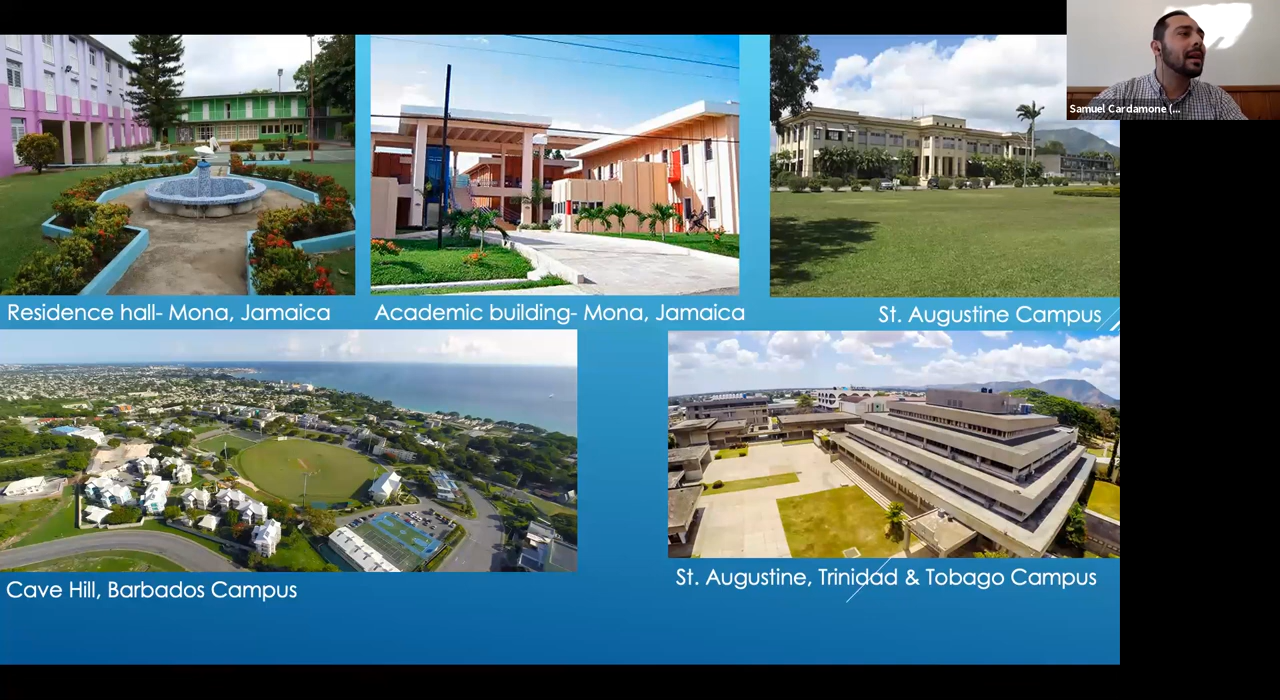 Samuel Cardamone (...
Residence hall- Mona, Jamaica
Academic building- Mona, Jamaica
St. Augustine Campus
Cave Hill, Barbados Campus
St. Augustine, Trinidad & Tobago Campus